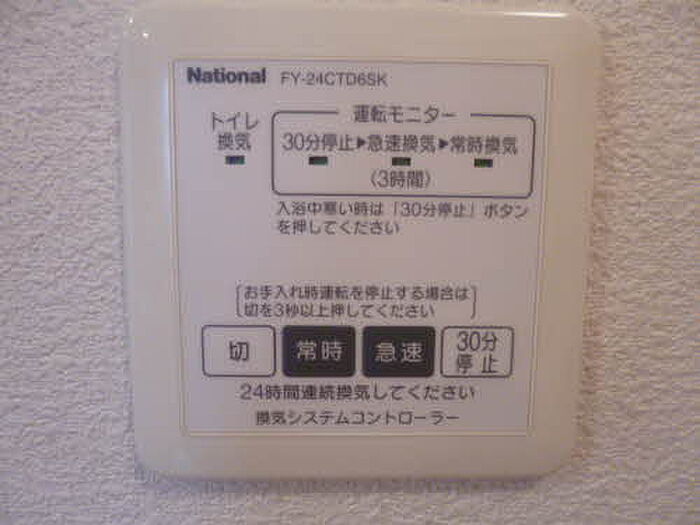 National FY-24CTD6SK
運転モニター
トイレ
換気
30分停止▶急速換気▶常時換気
(3時間)
入浴中寒い時は「30分停止」ボタン
を押してください
お手入れ時運転を停止する場合は
切を3秒以上押してください
切 常時 急速 30分
停止
24時間連続換気してください
換気システムコントローラー